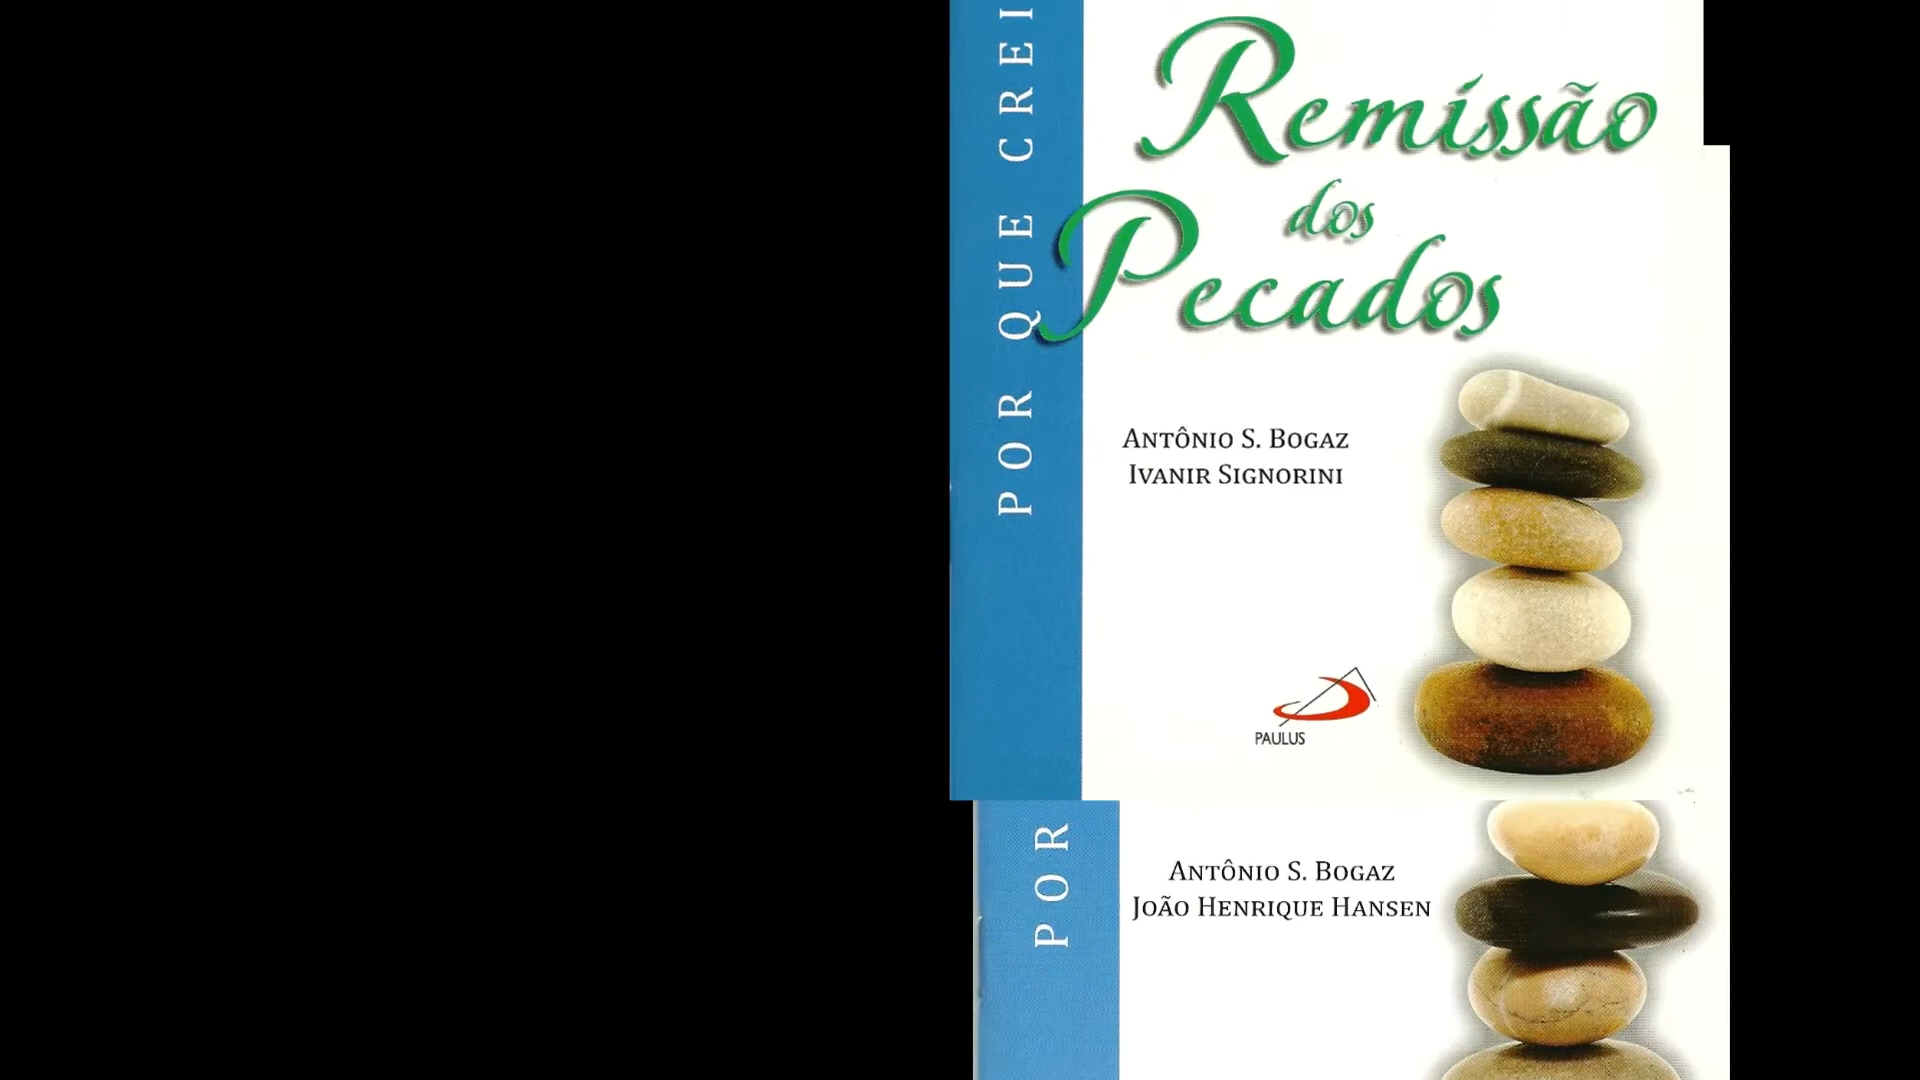 POR QUE CREI
Remissão
dos
Pecados
ANTÔNIO S. BOGAZ
IVANIR SIGNORINI
PAULUS
POR
ANTÔNIO S. BOGAZ
JOÃO HENRIQUE HANSEN